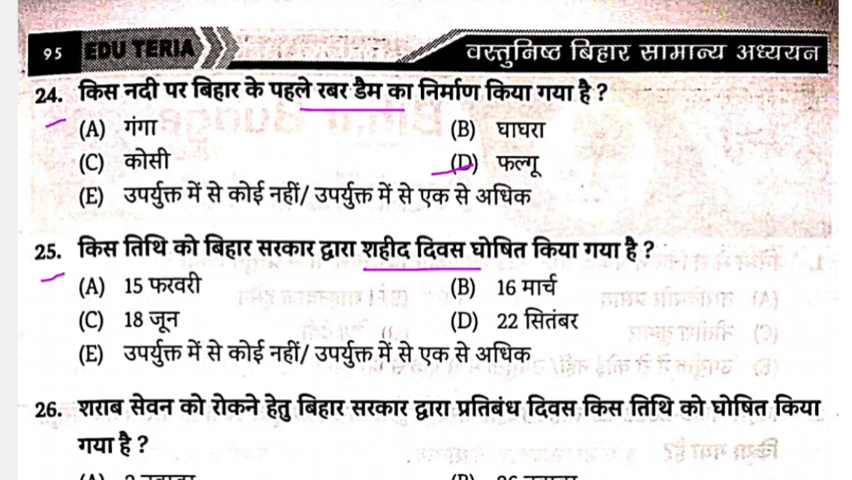 95 EDU TERIA वस्तुनिष्ठ बिहार सामान्य अध्ययन
24. किस नदी पर बिहार के पहले रबर डैम का निर्माण किया गया है ?
(A) गंगा (B) घाघरा
(C) कोसी (D) फल्गू
(E) उपर्युक्त में से कोई नहीं/ उपर्युक्त में से एक से अधिक
25. किस तिथि को बिहार सरकार द्वारा शहीद दिवस घोषित किया गया है ?
(A) 15 फरवरी (B) 16 मार्च
(C) 18 जून (D) 22 सितंबर
(E) उपर्युक्त में से कोई नहीं/ उपर्युक्त में से एक से अधिक
26. शराब सेवन को रोकने हेतु बिहार सरकार द्वारा प्रतिबंध दिवस किस तिथि को घोषित किया
गया है ?
(A) (B) 26